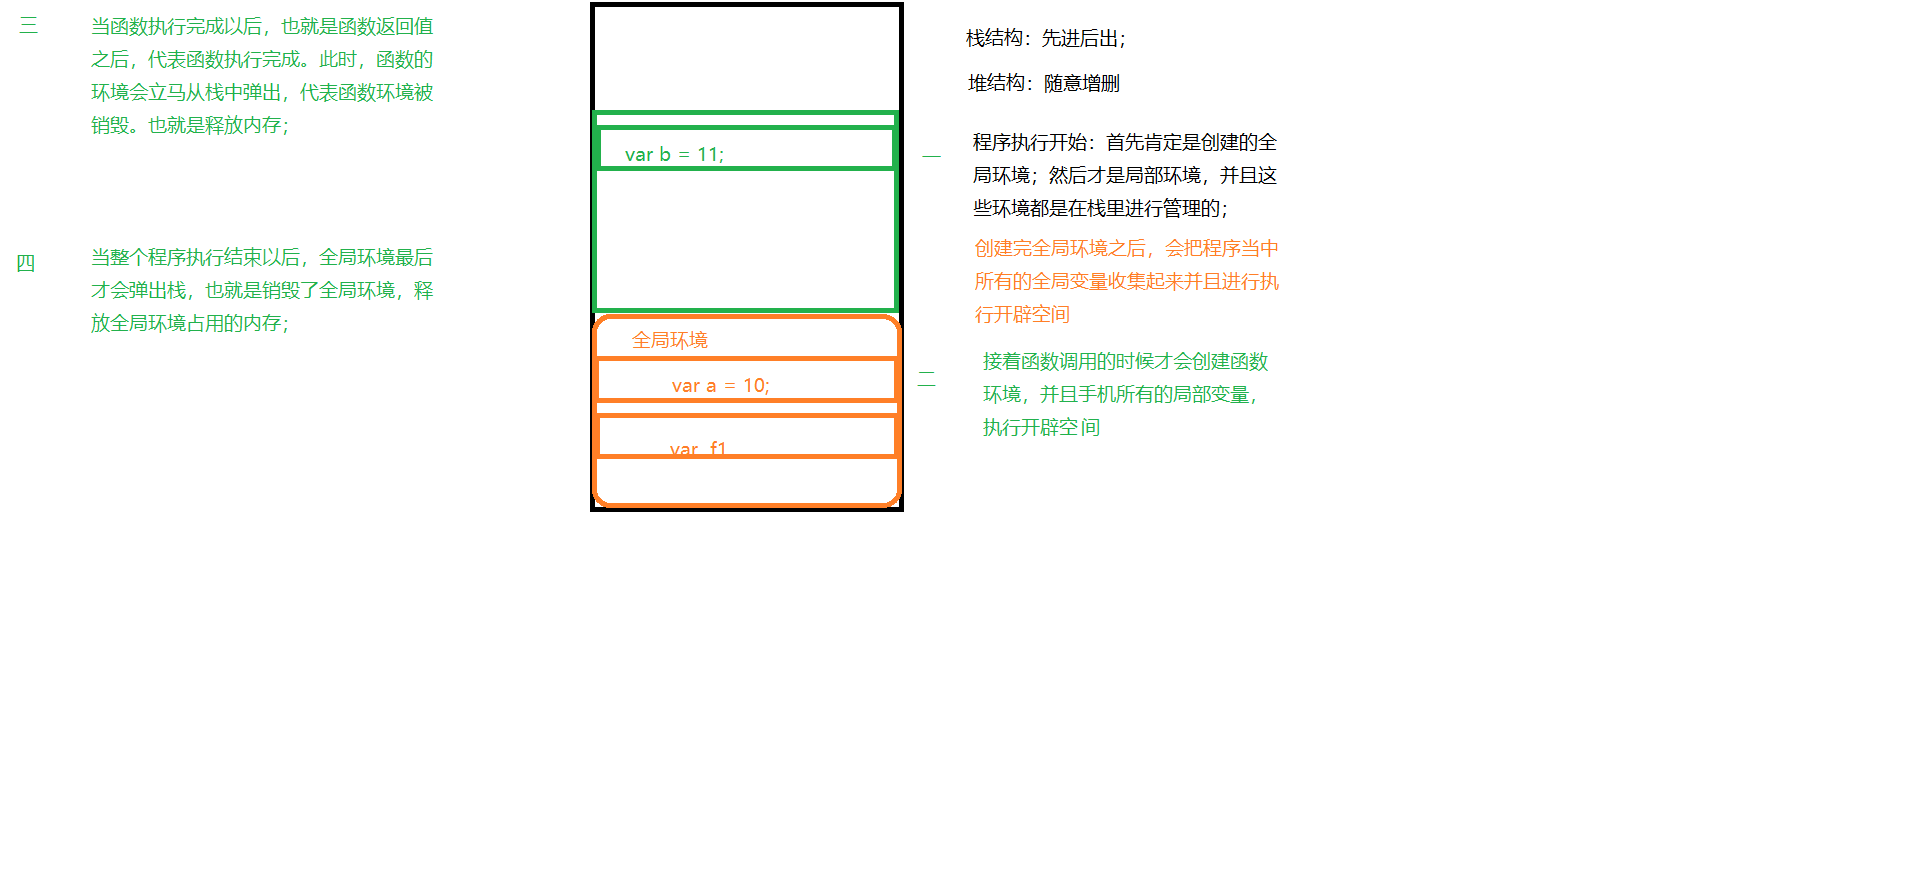 三
当函数执行完成以后，也就是函数返回值
之后，代表函数执行完成。此时，函数的
环境会立马从栈中弹出，代表函数环境被
销毁。也就是释放内存；
四
当整个程序执行结束以后，全局环境最后
才会弹出栈，也就是销毁了全局环境，释
放全局环境占用的内存；
var b = 11;
全局环境
var a = 10;
var f1
栈结构：先进后出；
堆结构：随意增删
一
程序执行开始：首先肯定是创建的全
局环境；然后才是局部环境，并且这
些环境都是在栈里进行管理的；
创建完全局环境之后，会把程序当中
所有的全局变量收集起来并且进行执
行开辟空间
二
接着函数调用的时候才会创建函数
环境，并且手机所有的局部变量，
执行开辟空间